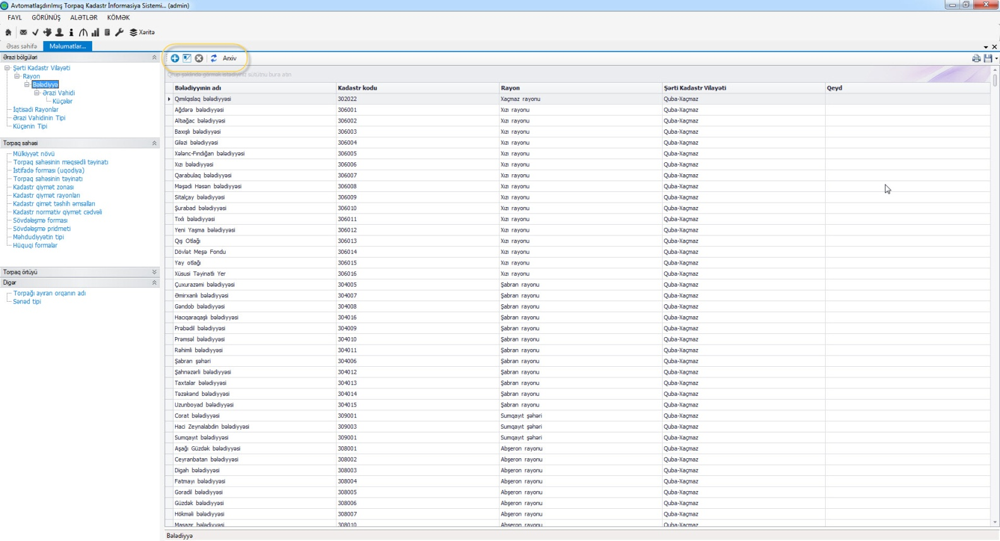 Avtomatlaşdırılmış Torpaq Kadastr İnformasiya Sistemi... (admin)
FAYL GÖRÜNÜŞ ALƏTLƏR KÖMƏK
Xəritə
Əsas səhifə Məlumatlar...
Ərazi bölgüləri
Şərti Kadastr Vilayəti
Rayon
Bələdiyyə
Ərazi Vahidi
Küçələr
İqtisadi Rayonlar
Ərazi Vahidinin Tipi
Küçənin Tipi
Torpaq sahəsi
Mülkiyyət növü
Torpaq sahəsinin məqsədli təyinatı
İstifadə forması (uqodiya)
Torpaq sahəsinin təyinatı
Kadastr qiymət zonası
Kadastr qiymət rayonları
Kadastr qimət təshih əmsalları
Kadastr normativ qiymət cədvəli
Sövdələşmə forması
Sövdələşmə pridmeti
Məhdudiyyətin tipi
Hüquqi formalar
Torpaq örtüyü
Digər
Torpağı ayıran orqanın adı
Sənəd tipi
Arxiv
Qrup şəklində görmək istədiyiniz sütütnu bura atın
Bələdiyyınin adı Kadastr kodu Rayon Şərti Kadastr Vilayəti Qeyd
Qımılqışlaq bələdiyyəsi 302022 Xaçmaz rayonu Quba-Xaçmaz
Ağdərə bələdiyyəsi 306001 Xızı rayonu Quba-Xaçmaz
Altıağac bələdiyyəsi 306002 Xızı rayonu Quba-Xaçmaz
Baxışlı bələdiyyəsi 306003 Xızı rayonu Quba-Xaçmaz
Giləzi bələdiyyəsi 306004 Xızı rayonu Quba-Xaçmaz
Xələnc-Fındığan bələdiyyəsi 306005 Xızı rayonu Quba-Xaçmaz
Xızı bələdiyyəsi 306006 Xızı rayonu Quba-Xaçmaz
Qarabulaq bələdiyyəsi 306007 Xızı rayonu Quba-Xaçmaz
Məşədi Həsən bələdiyyəsi 306008 Xızı rayonu Quba-Xaçmaz
Sitalçay bələdiyyəsi 306009 Xızı rayonu Quba-Xaçmaz
Şurabad bələdiyyəsi 306010 Xızı rayonu Quba-Xaçmaz
Tıxlı bələdiyyəsi 306011 Xızı rayonu Quba-Xaçmaz
Yeni Yaşma bələdiyyəsi 306012 Xızı rayonu Quba-Xaçmaz
Qış Otlağı 306013 Xızı rayonu Quba-Xaçmaz
Dövlət Meşə Fondu 306014 Xızı rayonu Quba-Xaçmaz
Yay otlağı 306015 Xızı rayonu Quba-Xaçmaz
Xüsusi Təyinatlı Yer 306016 Xızı rayonu Quba-Xaçmaz
Çuxurazəmi bələdiyyəsi 304005 Şabran rayonu Quba-Xaçmaz
Əmirxanlı bələdiyyəsi 304007 Şabran rayonu Quba-Xaçmaz
Gəndob bələdiyyəsi 304008 Şabran rayonu Quba-Xaçmaz
Hacıqaraqaşlı bələdiyyəsi 304016 Şabran rayonu Quba-Xaçmaz
Prəbədil bələdiyyəsi 304009 Şabran rayonu Quba-Xaçmaz
Prəmsəl bələdiyyəsi 304010 Şabran rayonu Quba-Xaçmaz
Rəhimli bələdiyyəsi 304011 Şabran rayonu Quba-Xaçmaz
Şabran şəhəri 304006 Şabran rayonu Quba-Xaçmaz
Şahnəzərli bələdiyyəsi 304012 Şabran rayonu Quba-Xaçmaz
Taxtalar bələdiyyəsi 304013 Şabran rayonu Quba-Xaçmaz
Təzəkənd bələdiyyəsi 304014 Şabran rayonu Quba-Xaçmaz
Uzunboyad bələdiyyəsi 304015 Şabran rayonu Quba-Xaçmaz
Corat bələdiyyəsi 309001 Sumqayıt şəhəri Quba-Xaçmaz
Haci Zeynalabdin bələdiyyəsi 309003 Sumqayıt şəhəri Quba-Xaçmaz
Sumqayıt bələdiyyəsi 309001 Sumqayıt şəhəri Quba-Xaçmaz
Aşağı Güzdək bələdiyyəsi 308001 Abşeron rayonu Quba-Xaçmaz
Ceyranbatan bələdiyyəsi 308002 Abşeron rayonu Quba-Xaçmaz
Digah bələdiyyəsi 308003 Abşeron rayonu Quba-Xaçmaz
Fatmayı bələdiyyəsi 308004 Abşeron rayonu Quba-Xaçmaz
Goradil bələdiyyəsi 308005 Abşeron rayonu Quba-Xaçmaz
Güzdək bələdiyyəsi 308006 Abşeron rayonu Quba-Xaçmaz
Hökməli bələdiyyəsi 308007 Abşeron rayonu Quba-Xaçmaz
Masazır bələdiyyəsi 308010 Abşeron rayonu Quba-Xaçmaz
Bələdiyyə